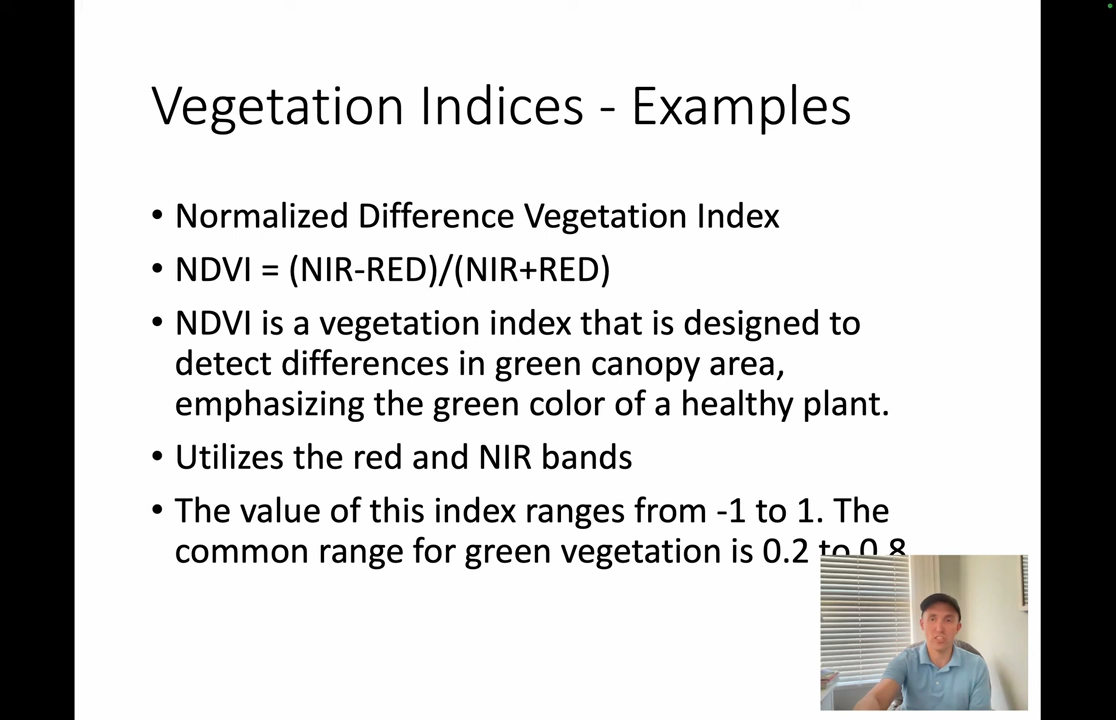 Vegetation Indices - Examples
• Normalized Difference Vegetation Index
• NDVI = (NIR-RED)/(NIR+RED)
• NDVI is a vegetation index that is designed to
detect differences in green canopy area,
emphasizing the green color of a healthy plant.
• Utilizes the red and NIR bands
• The value of this index ranges from -1 to 1. The
common range for green vegetation is 0.2 to 0.8